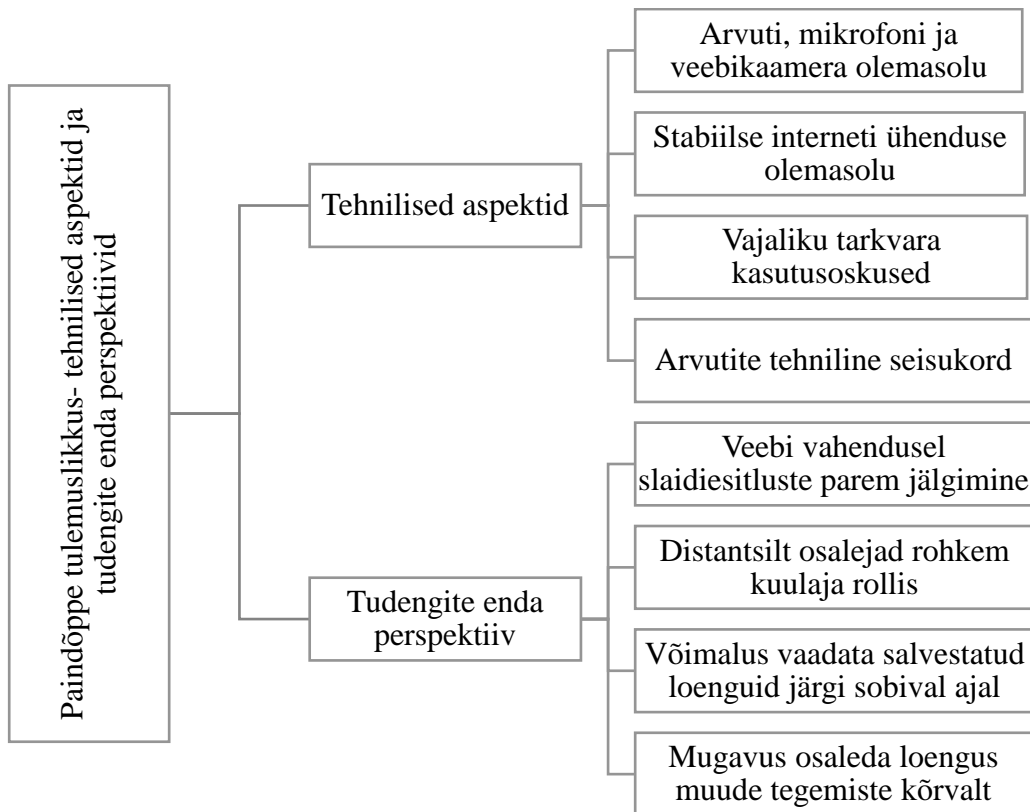 Paindõppe tulemuslikkus- tehnilised aspektid ja
tudengite enda perspektiivid
Tehnilised aspektid
Arvuti, mikrofoni ja
veebikaamera olemasolu
Stabiilse interneti ühenduse
olemasolu
Vajaliku tarkvara
kasutusoskused
Arvutite tehniline seisukord
Tudengite enda
perspektiiv
Veebi vahendusel
slaidiesitluste parem jälgimine
Distantsilt osalejad rohkem
kuulaja rollis
Võimalus vaadata salvestatud
loenguid järgi sobival ajal
Mugavus osaleda loengus
muude tegemiste kõrvalt